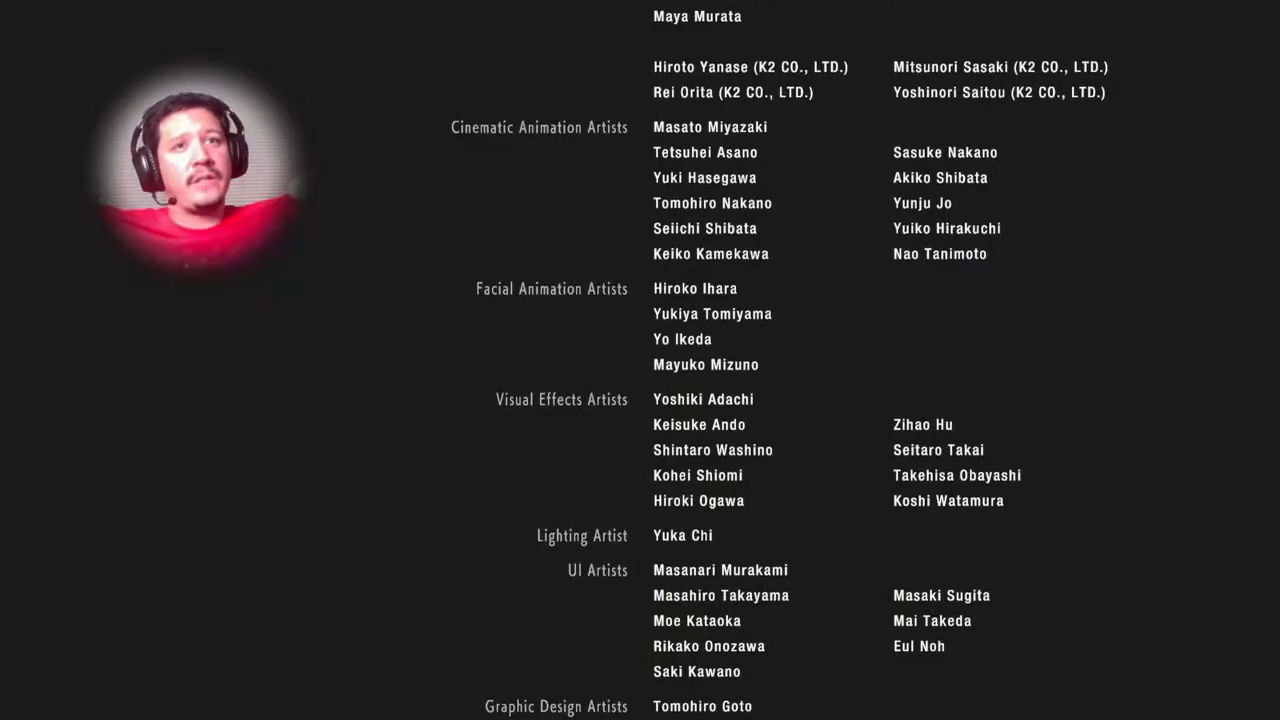 Maya Murata
Hiroto Yanase (K2 CO., LTD.) Mitsunori Sasaki (K2 CO., LTD.)
Rei Orita (K2 CO., LTD.) Yoshinori Saitou (K2 CO., LTD.)
Cinematic Animation Artists Masato Miyazaki
Tetsuhei Asano Sasuke Nakano
Yuki Hasegawa Akiko Shibata
Tomohiro Nakano Yunju Jo
Seiichi Shibata Yuiko Hirakuchi
Keiko Kamekawa Nao Tanimoto
Facial Animation Artists Hiroko Ihara
Yukiya Tomiyama
Yo Ikeda
Mayuko Mizuno
Visual Effects Artists Yoshiki Adachi
Keisuke Ando Zihao Hu
Shintaro Washino Seitaro Takai
Kohei Shiomi Takehisa Obayashi
Hiroki Ogawa Koshi Watamura
Lighting Artist Yuka Chi
UI Artists Masanari Murakami
Masahiro Takayama Masaki Sugita
Moe Kataoka Mai Takeda
Rikako Onozawa Eul Noh
Saki Kawano
Graphic Design Artists Tomohiro Goto